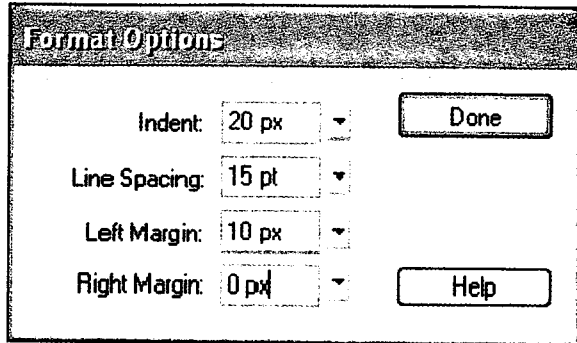 Format Options
Indent: 20 px Done
Line Spacing: 15 pt
Left Margin: 10 px
Right Margin: 0 px Help